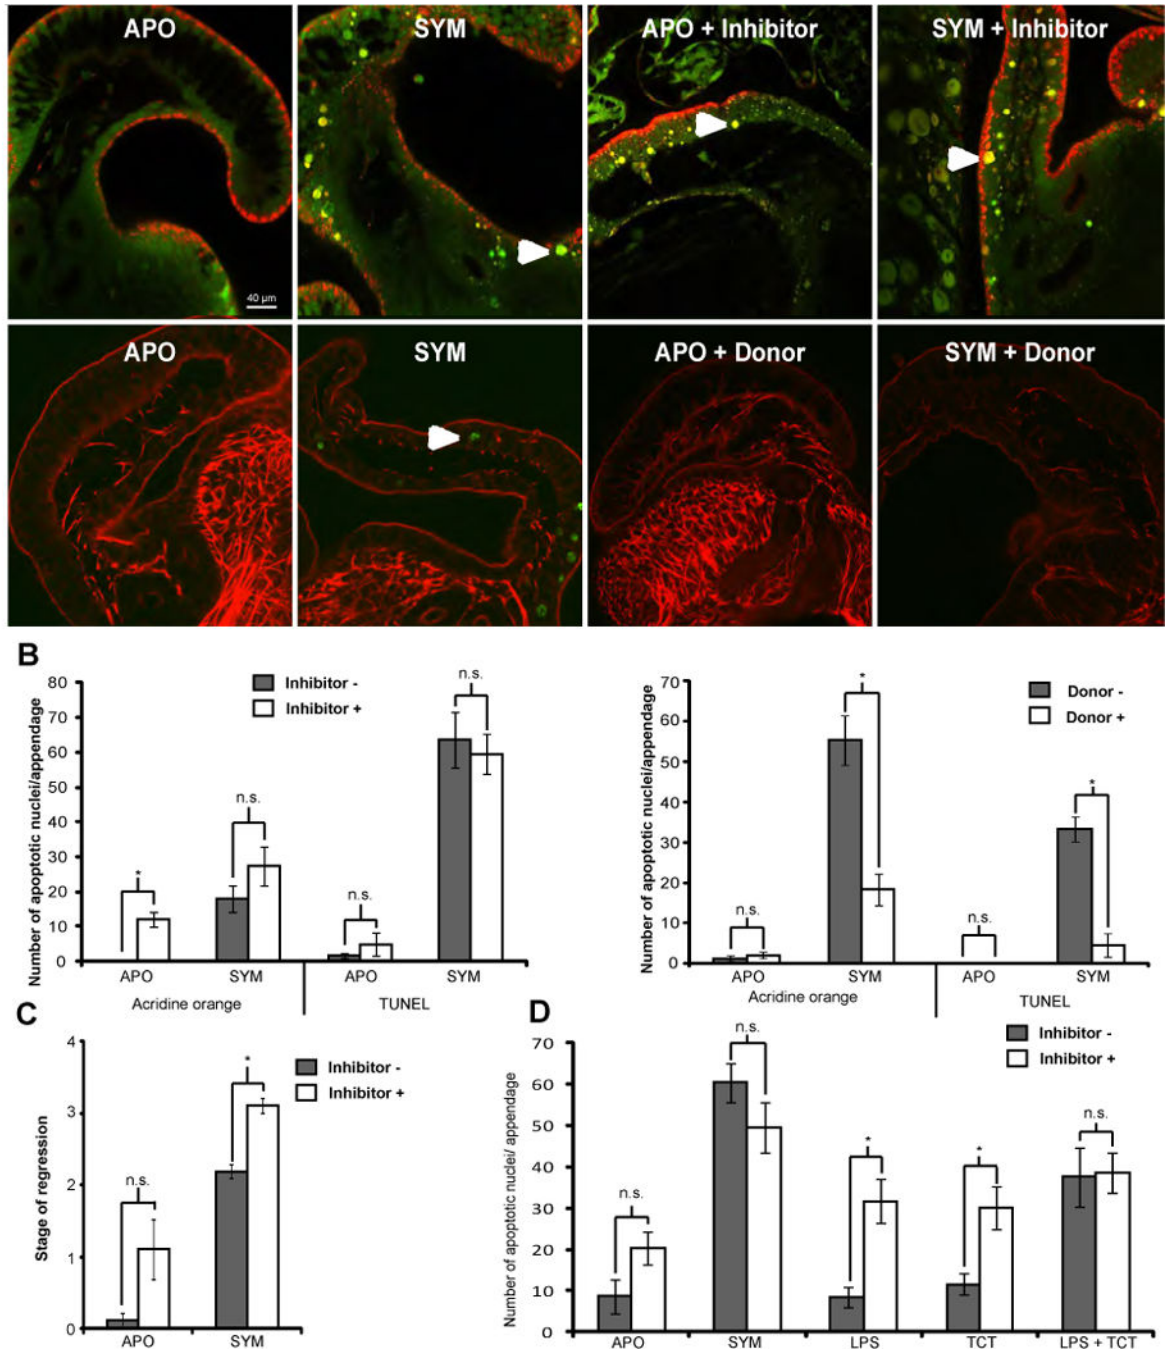 APO SYM APO + Inhibitor SYM + Inhibitor
40 µm
APO SYM APO + Donor SYM + Donor
B
Number of apoptotic nuclei/appendage
80
70
60
50
40
30
20
10
0
Inhibitor -
Inhibitor +
*
n.s.
n.s.
n.s.
APO SYM APO SYM
Acridine orange TUNEL
Number of apoptotic nuclei/appendage
70
60
50
40
30
20
10
0
Donor -
Donor +
n.s.
*
n.s.
*
APO SYM APO SYM
Acridine orange TUNEL
C
Stage of regression
4
3
2
1
0
Inhibitor -
Inhibitor +
n.s.
*
APO SYM
D
Number of apoptotic nuclei/ appendage
70
60
50
40
30
20
10
0
Inhibitor -
Inhibitor +
n.s.
n.s.
*
*
n.s.
APO SYM LPS TCT LPS + TCT